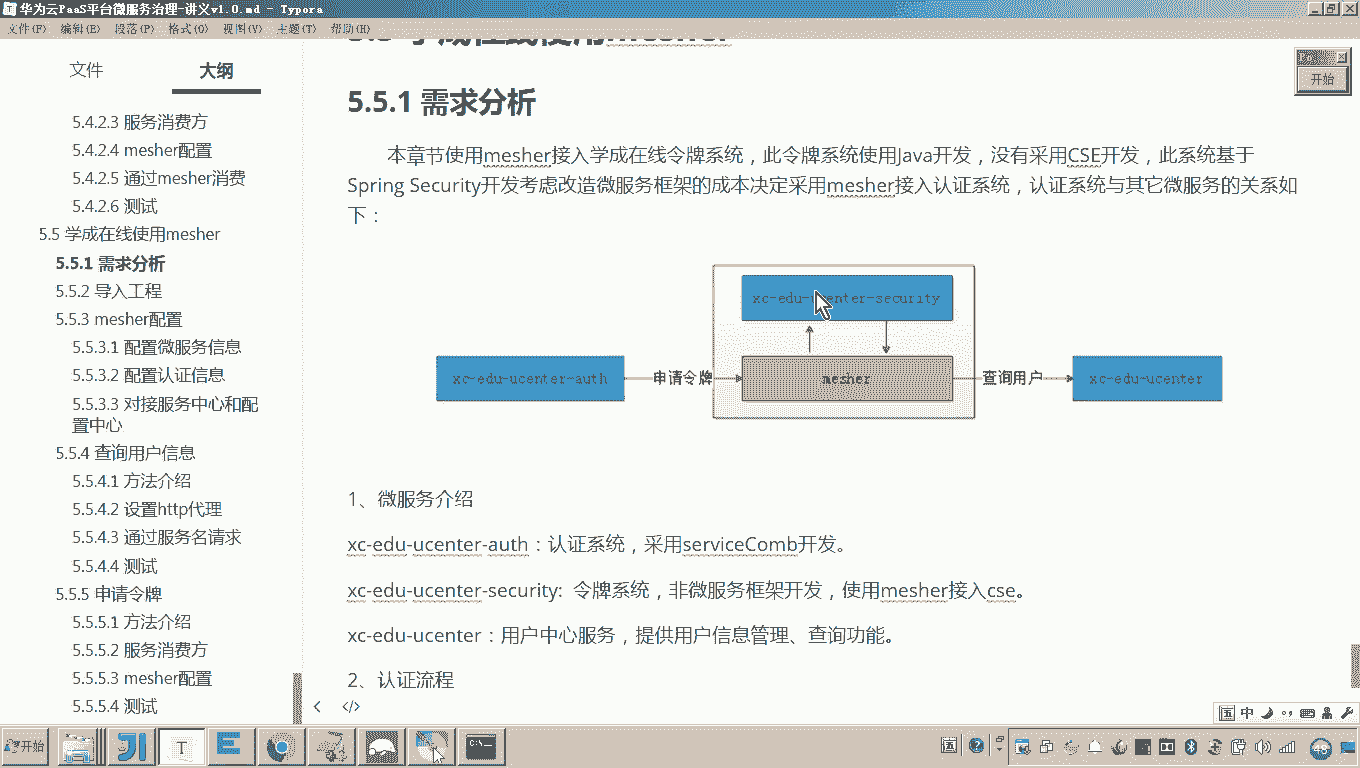 华为云PaaS平台微服务治理-讲义v1.0.md - Typora
文件(F) 编辑(E) 段落(P) 格式(O) 视图(V) 主题(T) 帮助(H)
文件 大纲
5.4.2.3 服务消费方
5.4.2.4 mesher配置
5.4.2.5 通过mesher消费
5.4.2.6 测试
5.5 学成在线使用mesher
5.5.1 需求分析
5.5.2 导入工程
5.5.3 mesher配置
5.5.3.1 配置微服务信息
5.5.3.2 配置认证信息
5.5.3.3 对接服务中心和配
置中心
5.5.4 查询用户信息
5.5.4.1 方法介绍
5.5.4.2 设置http代理
5.5.4.3 通过服务名请求
5.5.4.4 测试
5.5.5 申请令牌
5.5.5.1 方法介绍
5.5.5.2 服务消费方
5.5.5.3 mesher配置
5.5.5.4 测试
5.5 学成在线使用mesher
5.5.1 需求分析
本章节使用mesher接入学成在线令牌系统，此令牌系统使用Java开发，没有采用CSE开发，此系统基于
Spring Security开发考虑改造微服务框架的成本决定采用mesher接入认证系统，认证系统与其它微服务的关系如
下：
xc-edu-ucenter-security
xc-edu-ucenter-auth
申请令牌
mesher
查询用户
xc-edu-ucenter
1、微服务介绍
xc-edu-ucenter-auth：认证系统，采用serviceComb开发。
xc-edu-ucenter-security: 令牌系统，非微服务框架开发，使用mesher接入cse。
xc-edu-ucenter：用户中心服务，提供用户信息管理、查询功能。
2、认证流程
开始
中
开始
48